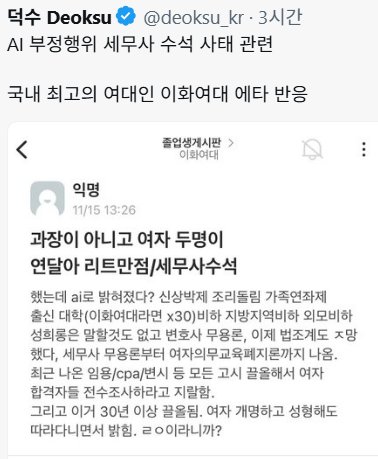 덕수 Deoksu @deoksu_kr · 3시간
AI 부정행위 세무사 수석 사태 관련
국내 최고의 여대인 이화여대 에타 반응
졸업생게시판 >
이화여대
익명
11/15 13:26
과장이 아니고 여자 두명이
연달아 리트만점/세무사수석
했는데 ai로 밝혀졌다? 신상박제 조리돌림 가족연좌제
출신 대학(이화여대라면 x30)비하 지방지역비하 외모비하
성희롱은 말할것도 없고 변호사 무용론, 이제 법조계도 ㅈ망
했다, 세무사 무용론부터 여자의무교육폐지론까지 나옴.
최근 나온 임용/cpa/변시 등 모든 고시 끌올해서 여자
합격자들 전수조사하라고 지랄함.
그리고 이거 30년 이상 끌올됨. 여자 개명하고 성형해도
따라다니면서 밝힘. ㄹㅇ이라니까?